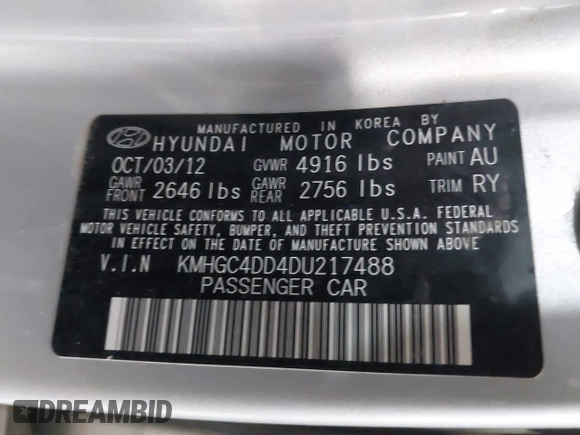 MANUFACTURED IN KOREA BY
HYUNDAI MOTOR COMPANY
OCT/03/12 GVWR 4916 lbs PAINT AU
GAWR FRONT 2646 lbs GAWR REAR 2756 lbs TRIM RY
THIS VEHICLE CONFORMS TO ALL APPLICABLE U.S.A. FEDERAL
MOTOR VEHICLE SAFETY, BUMPER, AND THEFT PREVENTION STANDARDS
IN EFFECT ON THE DATE OF MANUFACTURE SHOWN ABOVE.
V.I.N KMHGC4DD4DU217488
PASSENGER CAR
DREAMBID